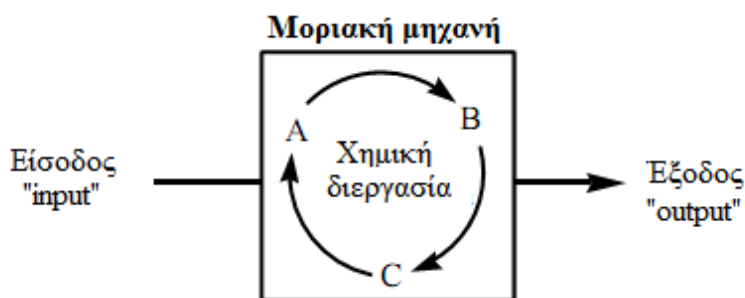 Μοριακή μηχανή
A
B
Χημική
διεργασία
C
Είσοδος
"input"
Έξοδος
"output"